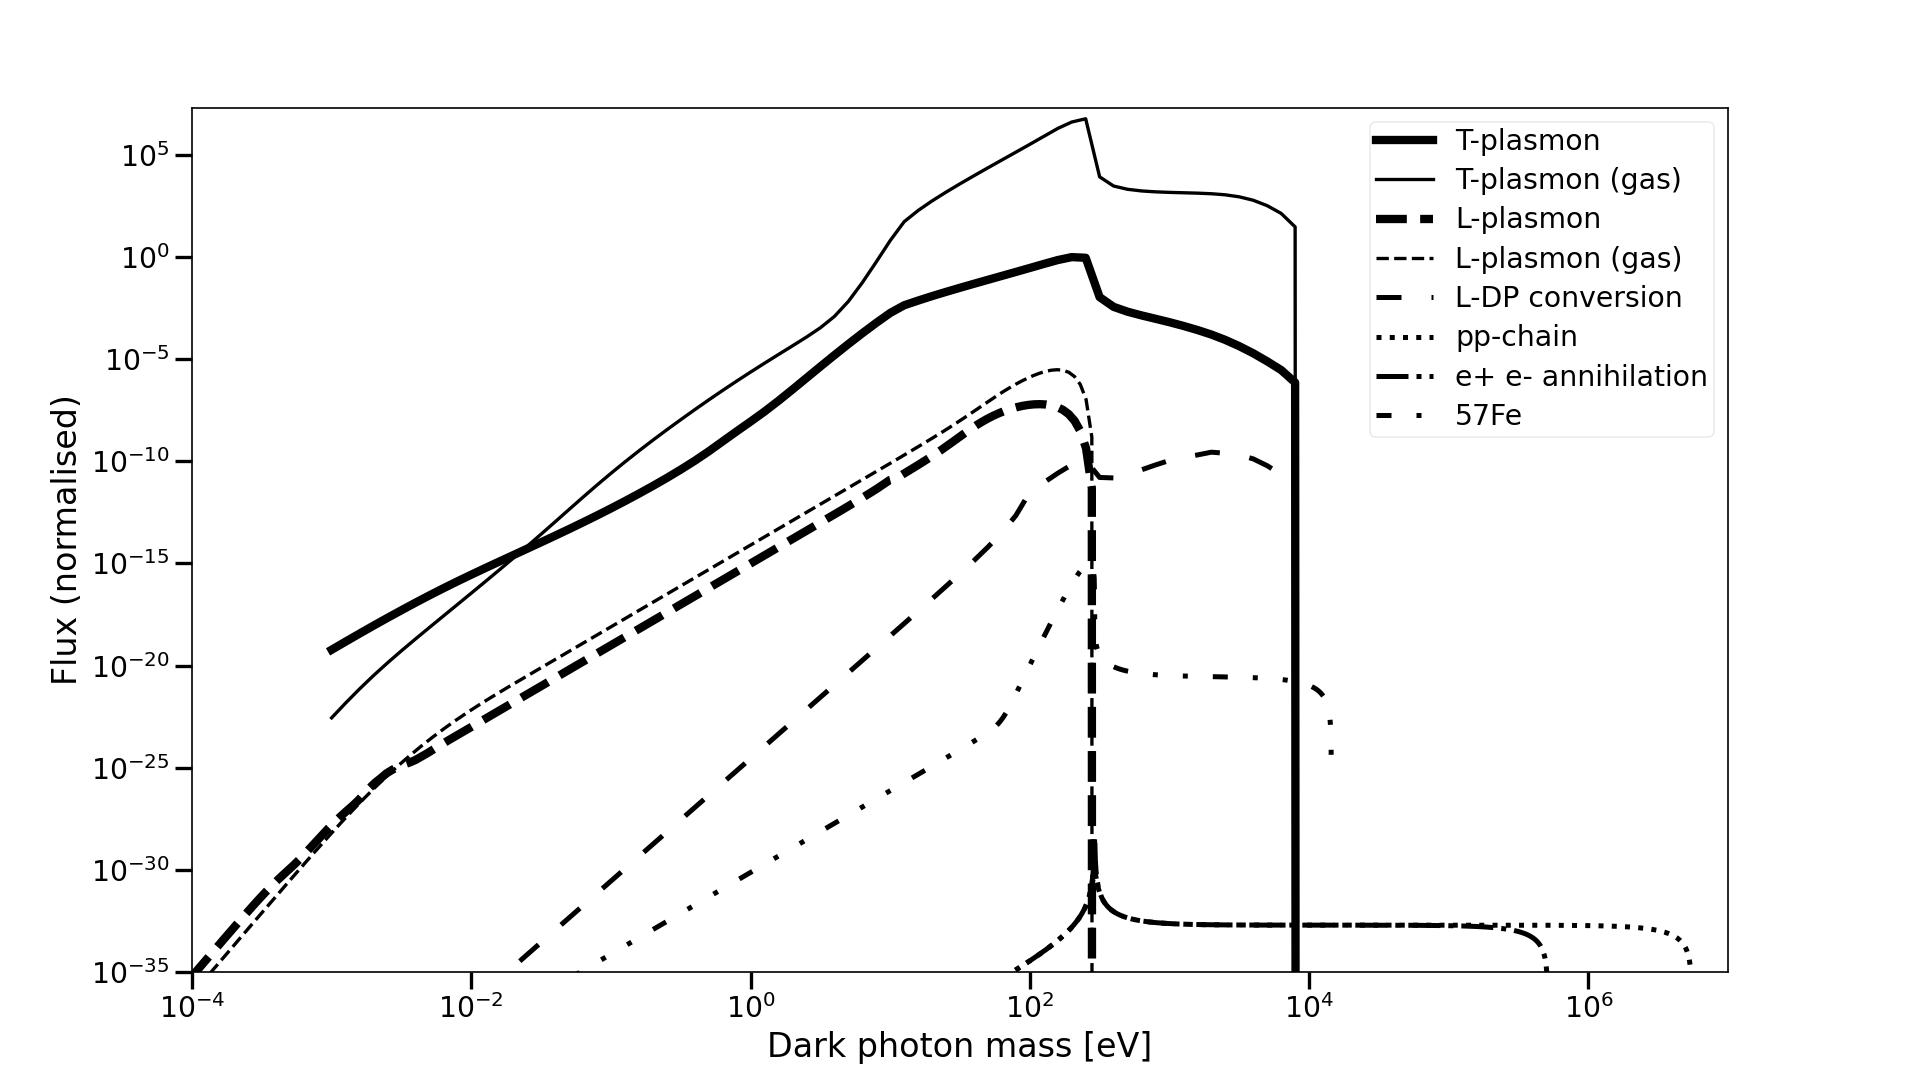 T-plasmon
T-plasmon (gas)
L-plasmon
L-plasmon (gas)
L-DP conversion
pp-chain
e+ e- annihilation
57Fe
Flux (normalised)
10⁵
10⁰
10⁻⁵
10⁻¹⁰
10⁻¹⁵
10⁻²⁰
10⁻²⁵
10⁻³⁰
10⁻³⁵
10⁻⁴ 10⁻² 10⁰ 10² 10⁴ 10⁶
Dark photon mass [eV]